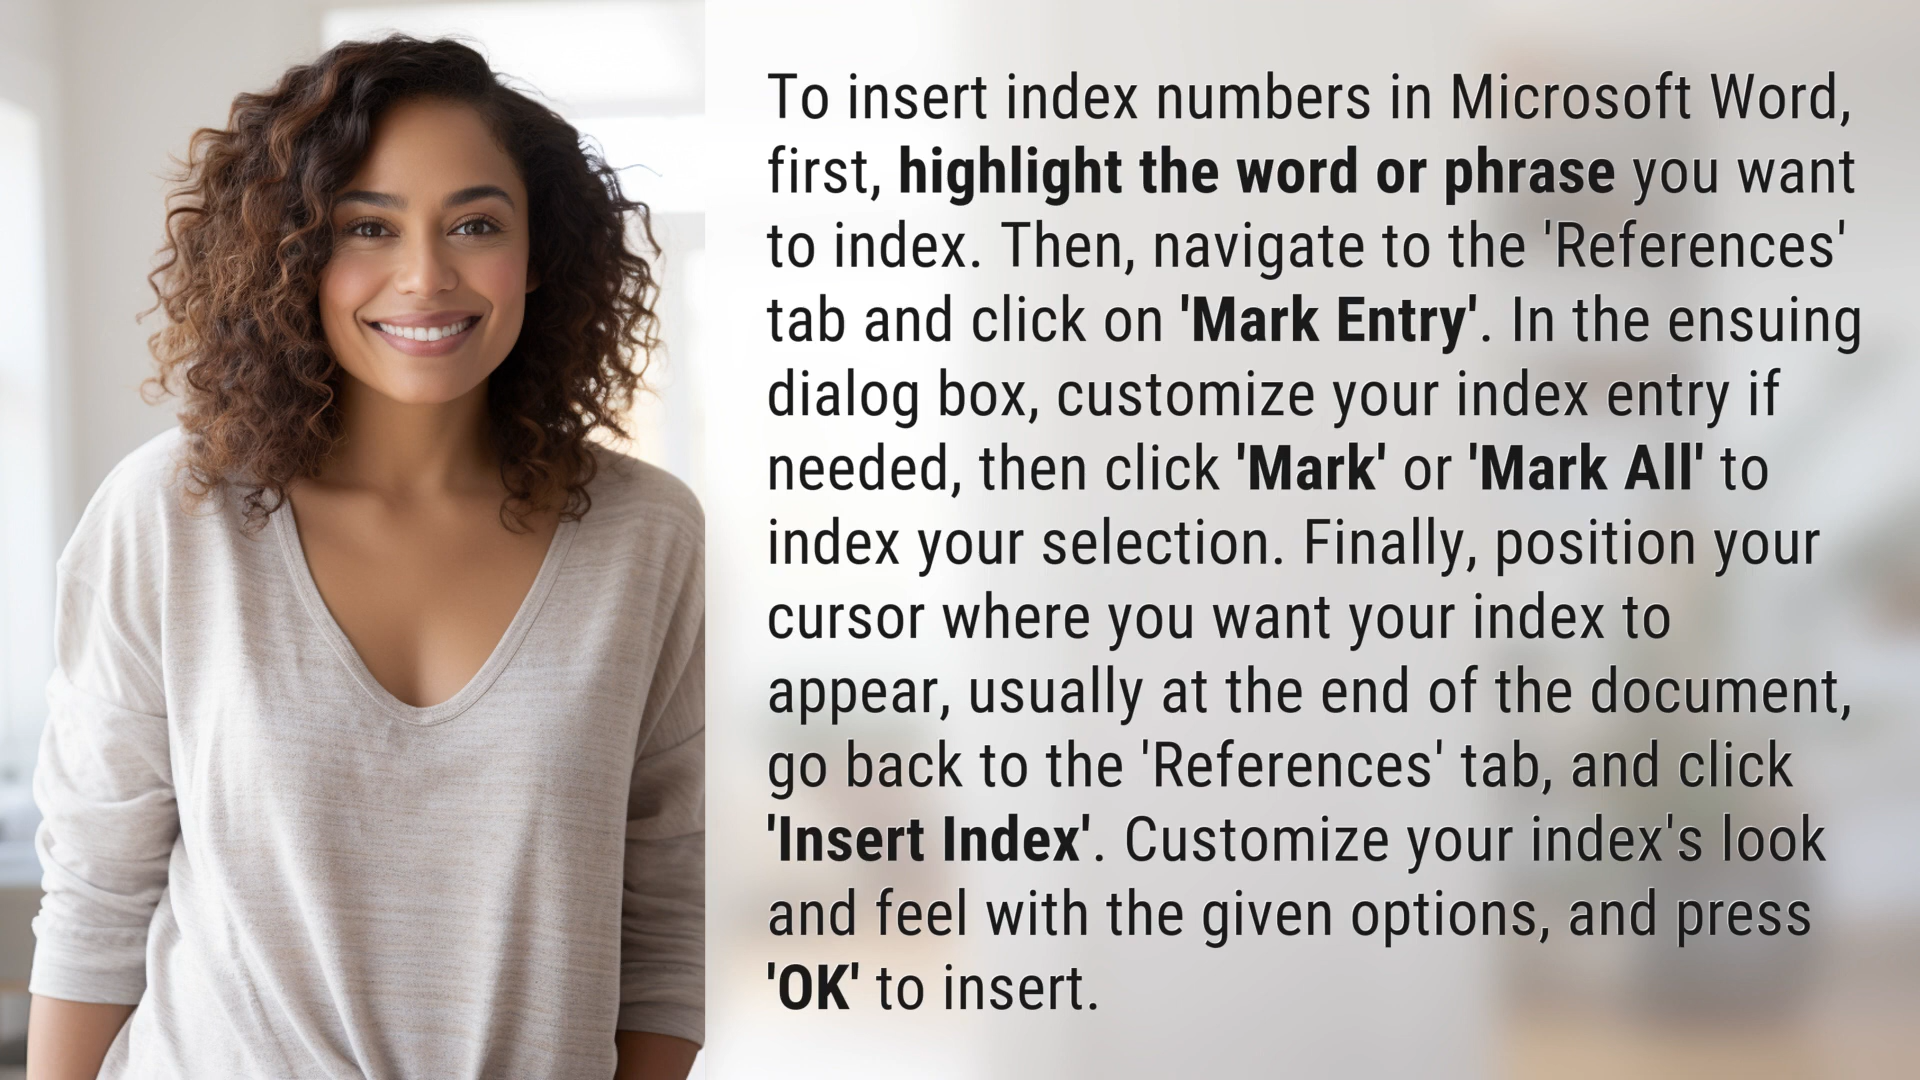 To insert index numbers in Microsoft Word,
first, highlight the word or phrase you want
to index. Then, navigate to the 'References'
tab and click on 'Mark Entry'. In the ensuing
dialog box, customize your index entry if
needed, then click 'Mark' or 'Mark All' to
index your selection. Finally, position your
cursor where you want your index to
appear, usually at the end of the document,
go back to the 'References' tab, and click
'Insert Index'. Customize your index's look
and feel with the given options, and press
'OK' to insert.